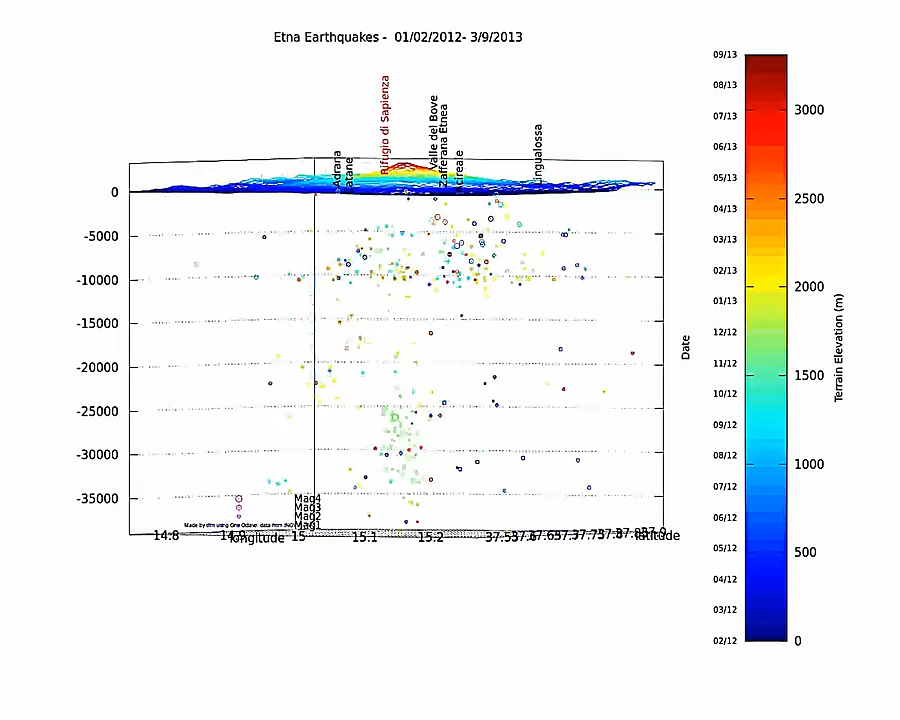 Etna Earthquakes - 01/02/2012- 3/9/2013
Rifugio di Sapienza
Valle del Bove
Zafferana Etnea
Linguaglossa
Adrana
Catane
Acireale
0
-5000
-10000
-15000
-20000
-25000
-30000
-35000
Mag4
Mag3
Mag2
Mag1
14.8
14.9
15
15.1
15.2
longitude
latitude
Date
09/13
08/13
07/13
06/13
05/13
04/13
03/13
02/13
01/13
12/12
11/12
10/12
09/12
08/12
07/12
06/12
05/12
04/12
03/12
02/12
3000
2500
2000
1500
1000
500
0
Terrain Elevation (m)